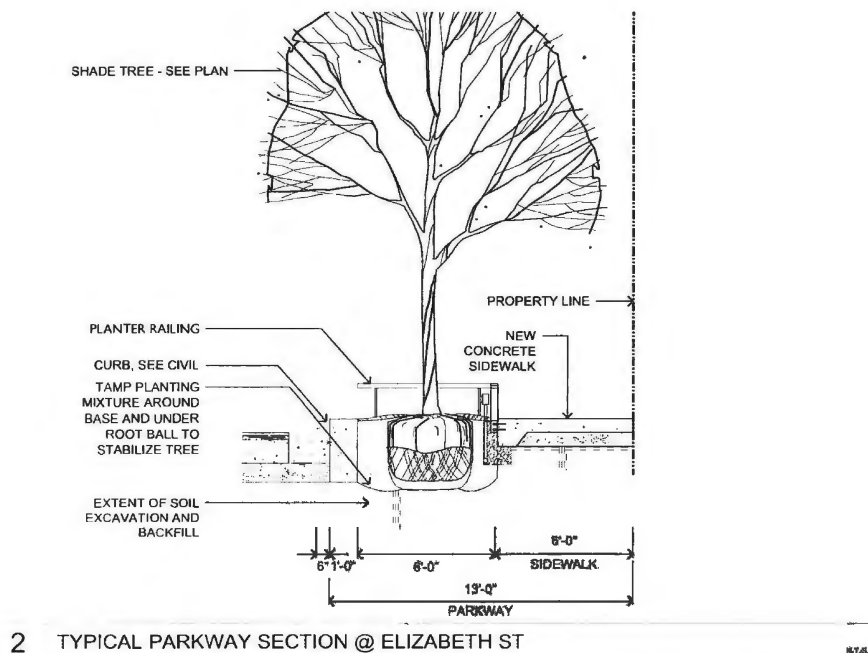 SHADE TREE - SEE PLAN
PROPERTY LINE
PLANTER RAILING
NEW
CONCRETE
SIDEWALK
CURB, SEE CIVIL
TAMP PLANTING
MIXTURE AROUND
BASE AND UNDER
ROOT BALL TO
STABILIZE TREE
EXTENT OF SOIL
EXCAVATION AND
BACKFILL
6'-0"
6" 1'-0" 6'-0" SIDEWALK
13'-0"
PARKWAY
2 TYPICAL PARKWAY SECTION @ ELIZABETH ST